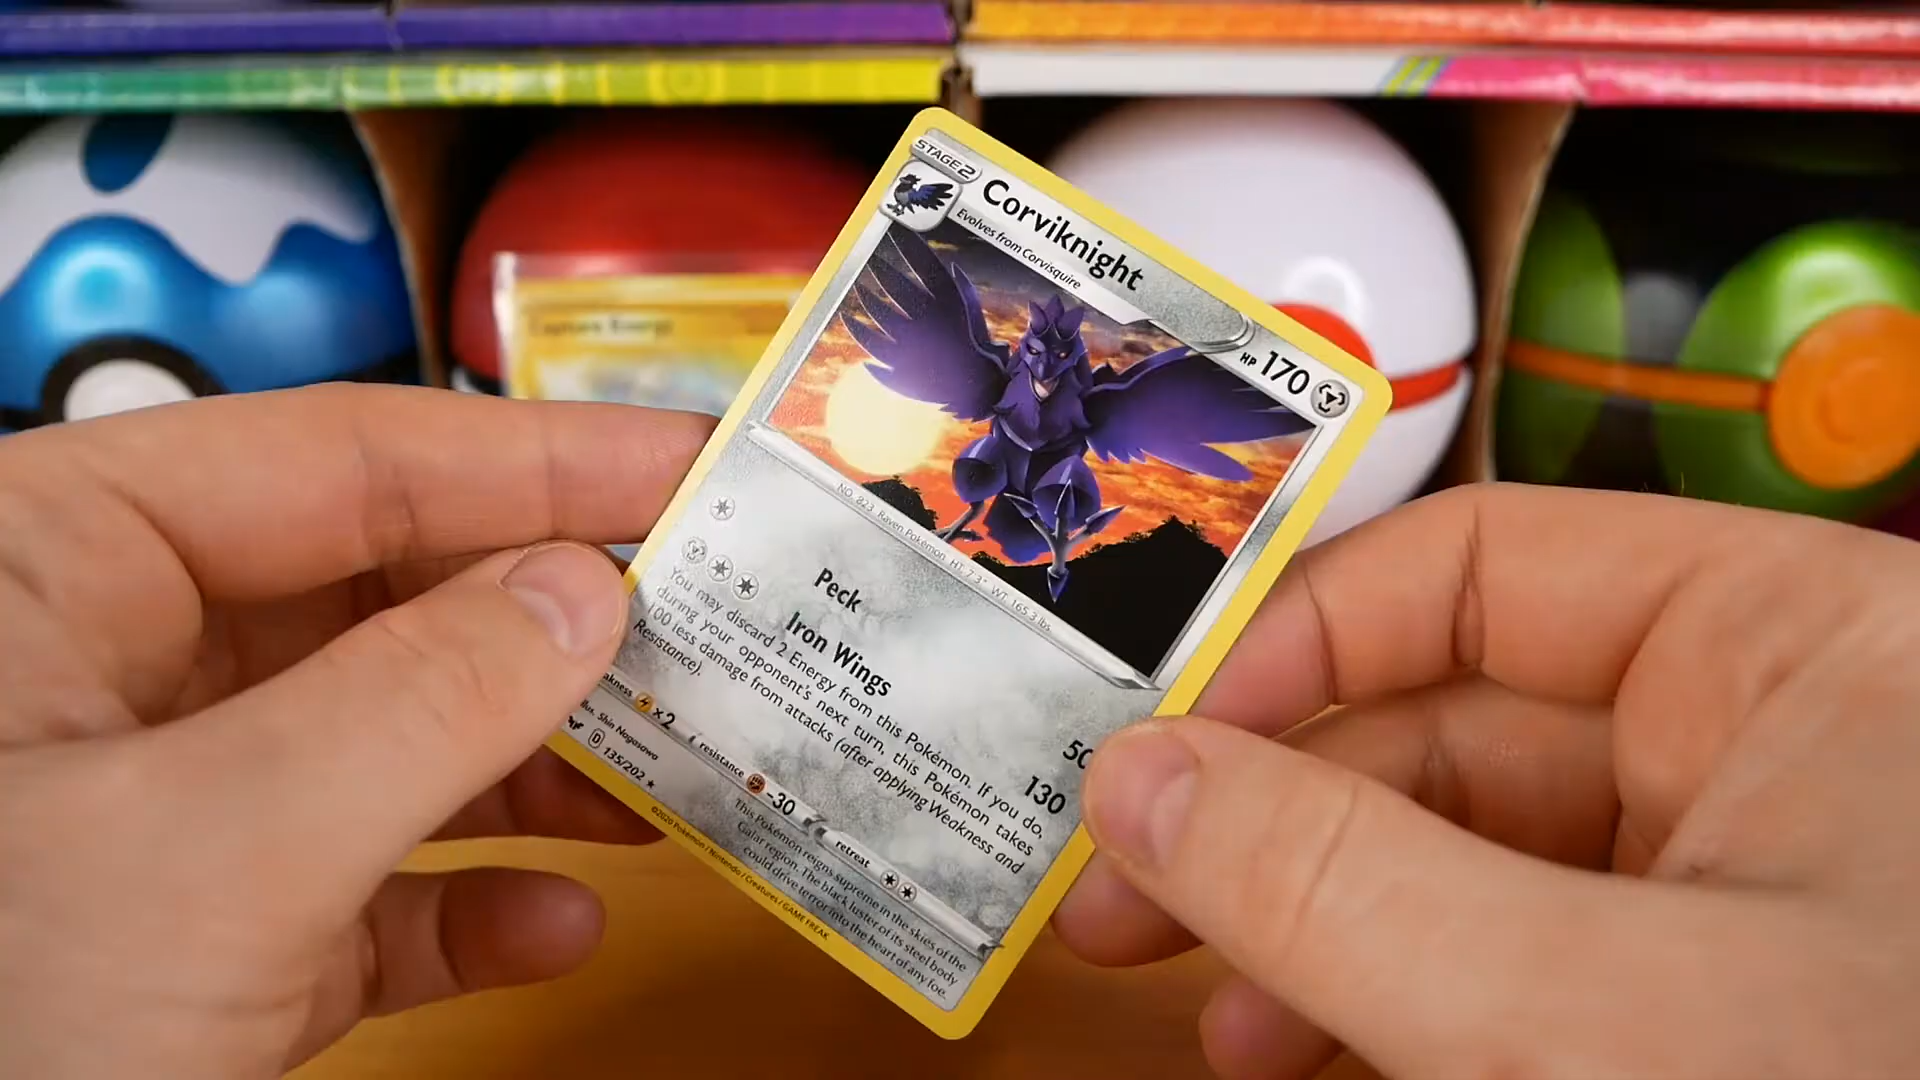 STAGE 2
Corviknight
Evolves from Corvisquire
HP 170
NO. 823 Raven Pokémon HT: 7'3" WT: 165.3 lbs
Peck
50
Iron Wings
130
You may discard 2 Energy from this Pokémon. If you do,
during your opponent's next turn, this Pokémon takes
100 less damage from attacks (after applying Weakness and
Resistance).
×2
resistance
-30
retreat
Illus. Shin Nagasawa
D
135/202
This Pokémon reigns supreme in the skies of the
Galar region. The black luster of its steel body
could drive terror into the heart of any foe.
©2020 Pokémon / Nintendo / Creatures / GAME FREAK
Capture Energy